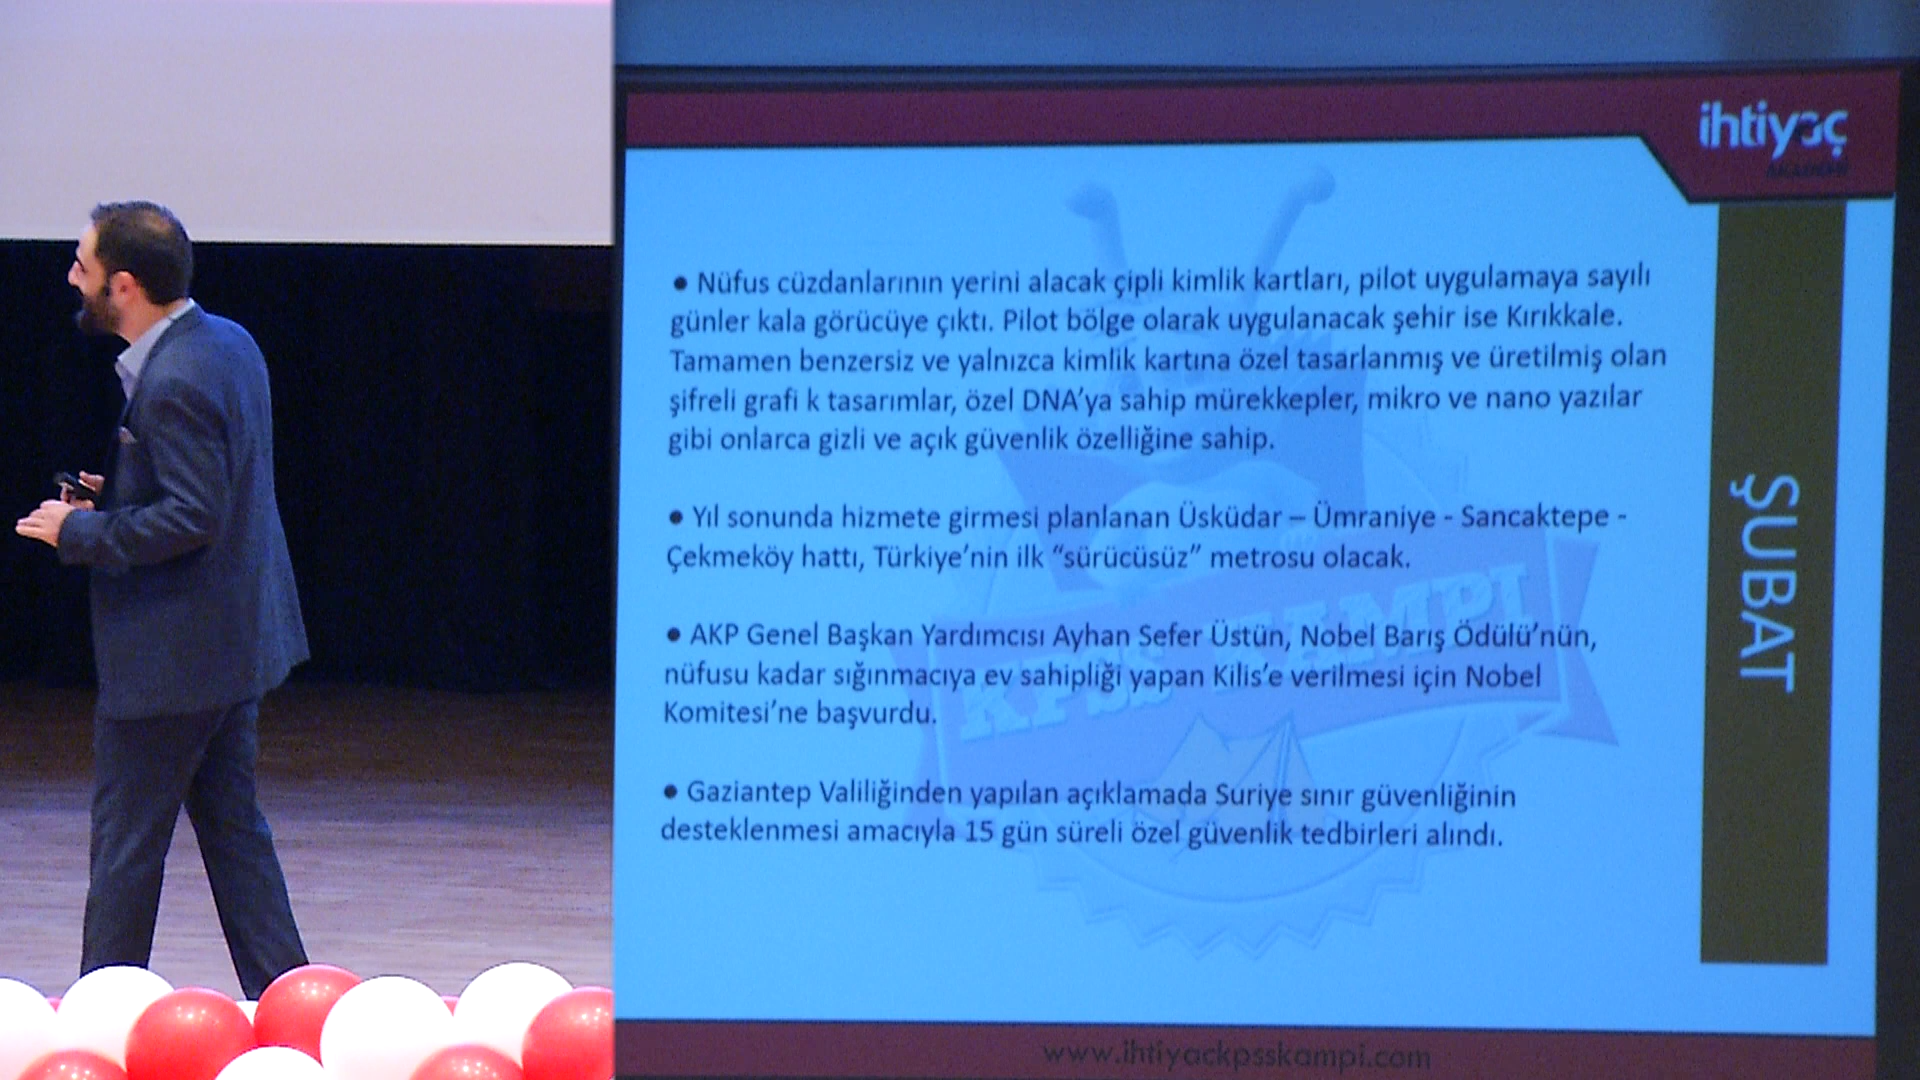 ihtiyaç
AKADEMİ
• Nüfus cüzdanlarının yerini alacak çipli kimlik kartları, pilot uygulamaya sayılı
günler kala görücüye çıktı. Pilot bölge olarak uygulanacak şehir ise Kırıkkale.
Tamamen benzersiz ve yalnızca kimlik kartına özel tasarlanmış ve üretilmiş olan
şifreli grafi k tasarımlar, özel DNA’ya sahip mürekkepler, mikro ve nano yazılar
gibi onlarca gizli ve açık güvenlik özelliğine sahip.
• Yıl sonunda hizmete girmesi planlanan Üsküdar – Ümraniye - Sancaktepe -
Çekmeköy hattı, Türkiye’nin ilk “sürücüsüz” metrosu olacak.
• AKP Genel Başkan Yardımcısı Ayhan Sefer Üstün, Nobel Barış Ödülü’nün,
nüfusu kadar sığınmacıya ev sahipliği yapan Kilis’e verilmesi için Nobel
Komitesi’ne başvurdu.
• Gaziantep Valiliğinden yapılan açıklamada Suriye sınır güvenliğinin
desteklenmesi amacıyla 15 gün süreli özel güvenlik tedbirleri alındı.
ŞUBAT
KPSS KAMPI
www.ihtiyackpsskampi.com